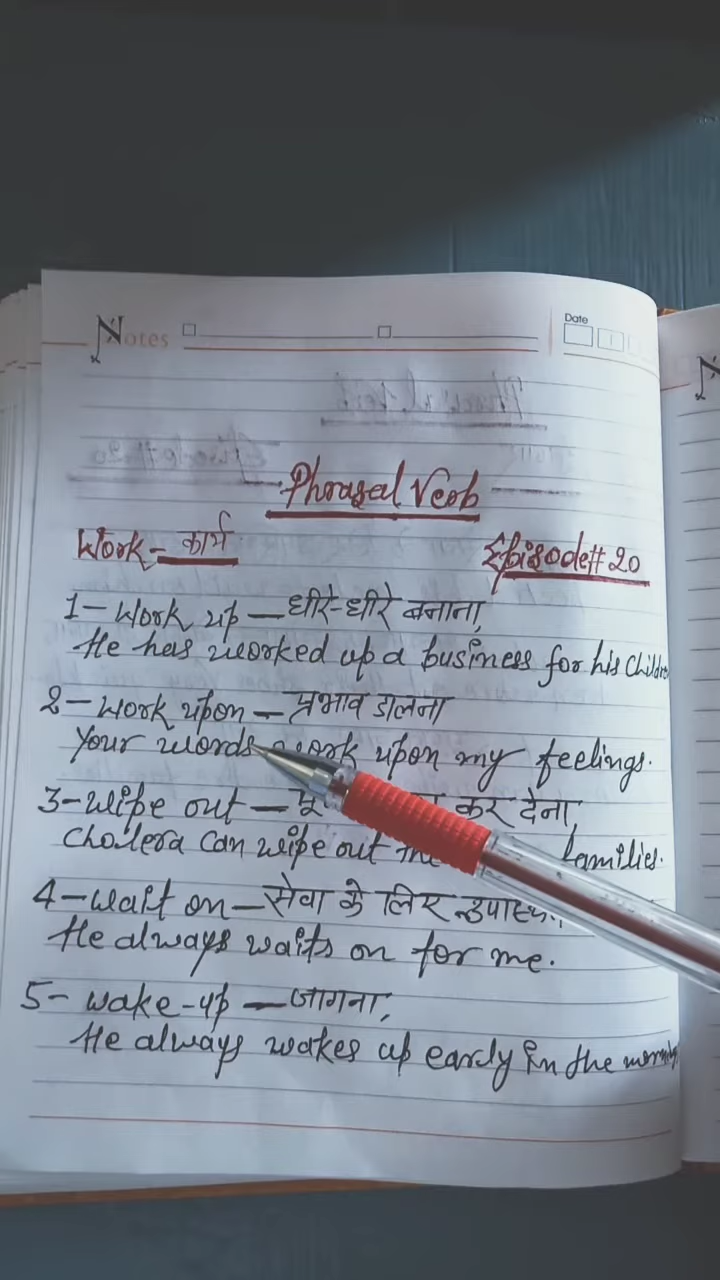 Notes
Date
Phrasal Verb
Work - कार्य
Episode# 20
1- Work up — धीरे-धीरे बनाना,
He has worked up a business for his Children
2- Work upon — प्रभाव डालना
Your words work upon my feelings.
3- wipe out — कर देना,
Cholera Can wipe out families.
4- wait on — सेवा के लिए
He always waits on for me.
5- wake-up — जागना,
He always wakes up early in the morning